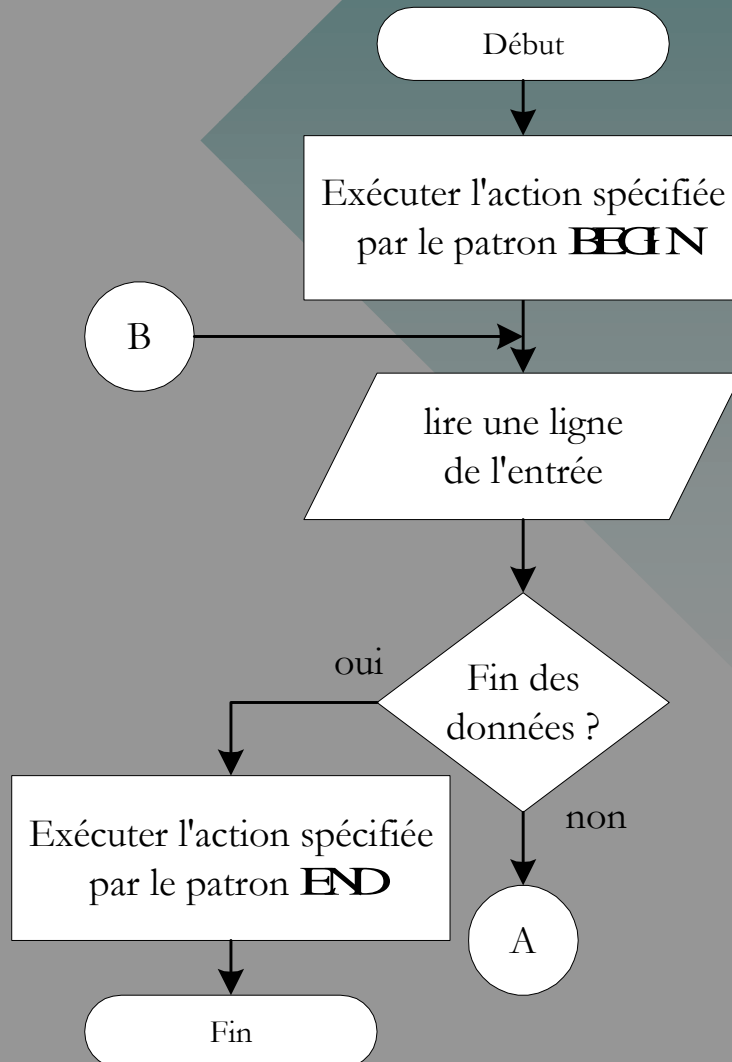 Début
Exécuter l'action spécifiée
par le patron BEGIN
B
lire une ligne
de l'entrée
oui
Fin des
données ?
non
Exécuter l'action spécifiée
par le patron END
A
Fin